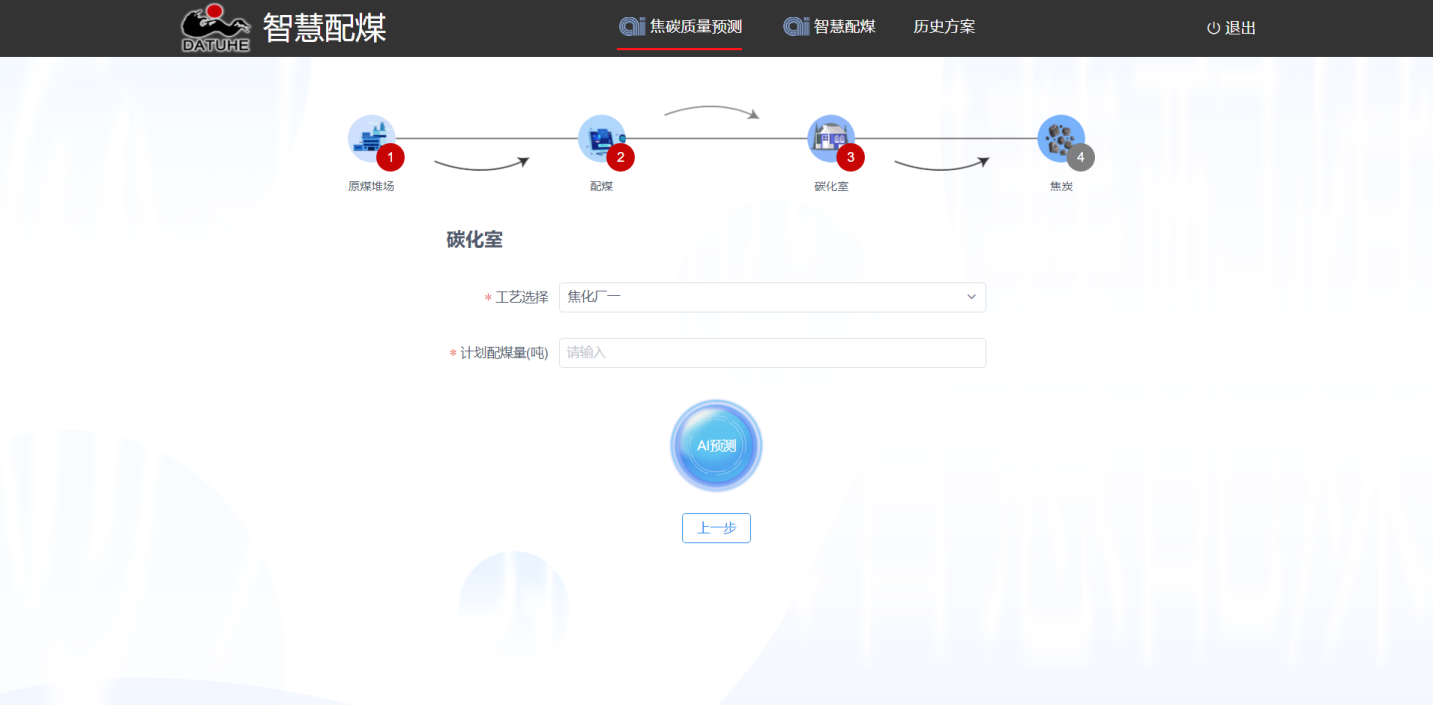 DATUHE
智慧配煤
ai 焦碳质量预测
ai 智慧配煤
历史方案
退出
1
2
3
4
原煤堆场
配煤
碳化室
焦炭
碳化室
* 工艺选择
焦化厂一
* 计划配煤量(吨)
请输入
AI预测
上一步